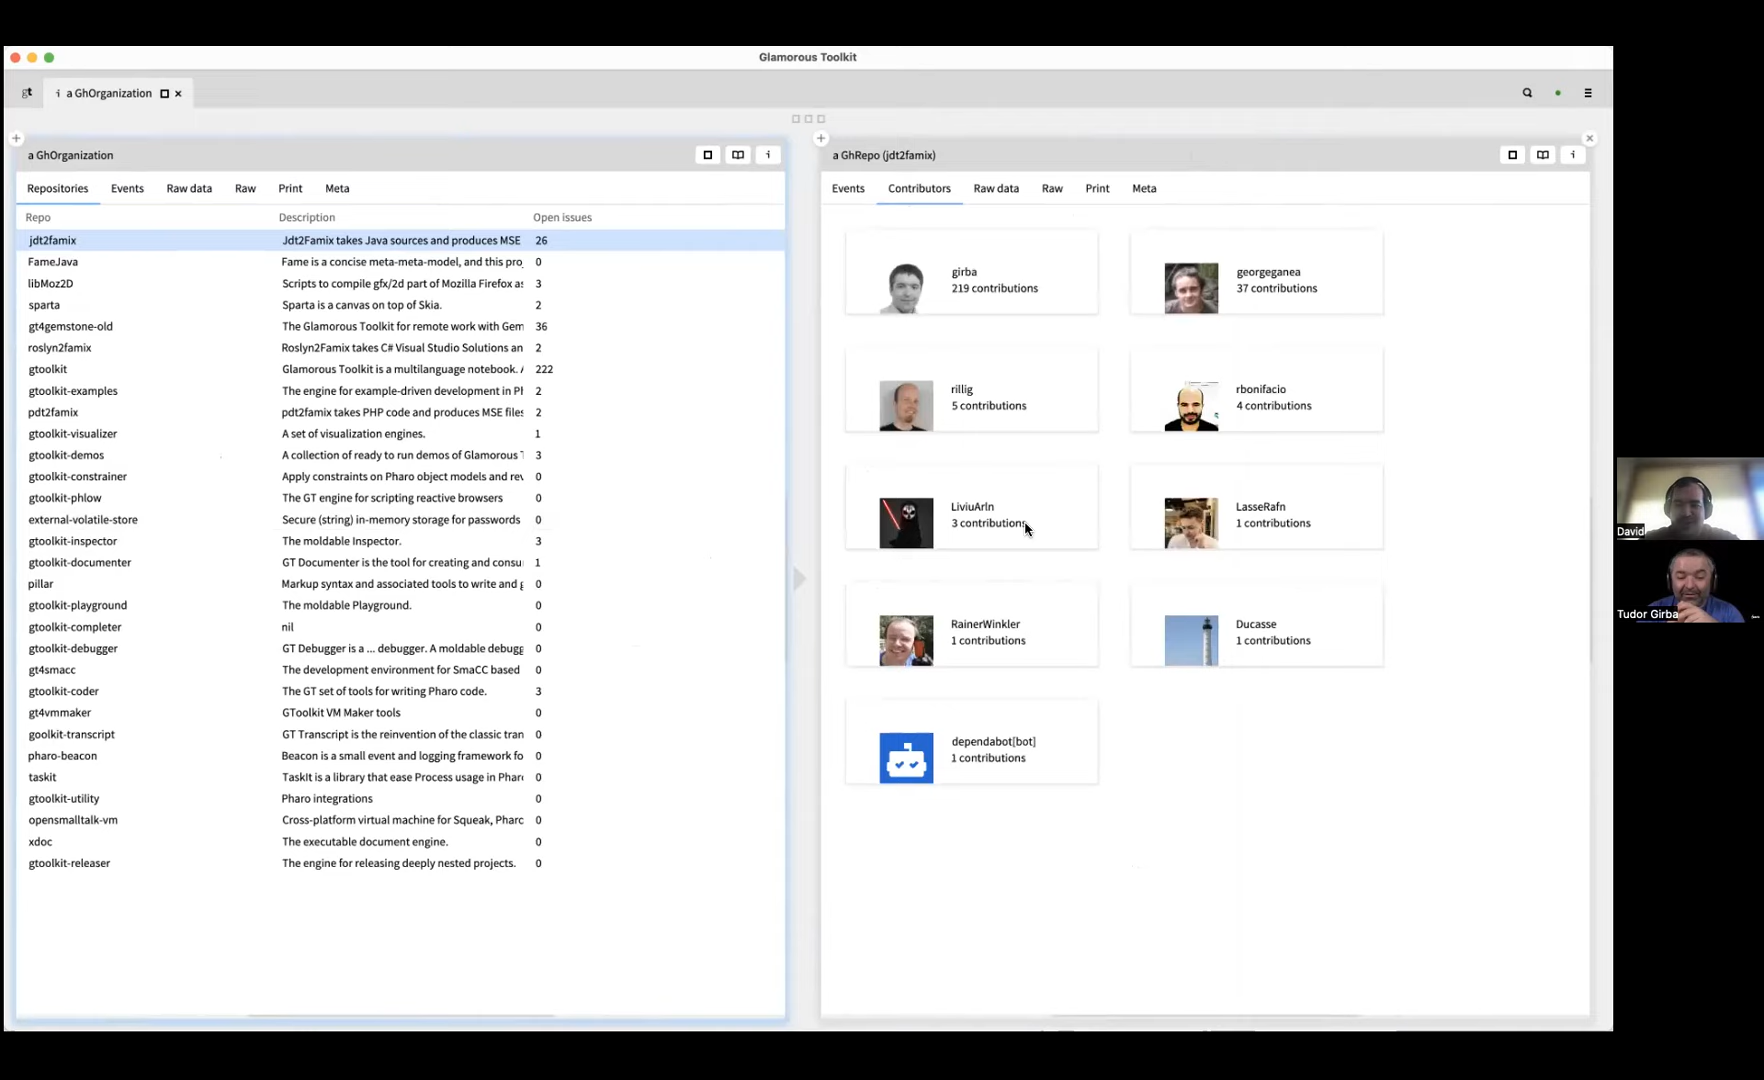 Glamorous Toolkit
gt
i a GhOrganization
a GhOrganization
i
Repositories Events Raw data Raw Print Meta
Repo Description Open issues
jdt2famix Jdt2Famix takes Java sources and produces MSE 26
FameJava Fame is a concise meta-meta-model, and this pro 0
libMoz2D Scripts to compile gfx/2d part of Mozilla Firefox as 3
sparta Sparta is a canvas on top of Skia. 2
gt4gemstone-old The Glamorous Toolkit for remote work with Gem 36
roslyn2famix Roslyn2Famix takes C# Visual Studio Solutions an 2
gtoolkit Glamorous Toolkit is a multilanguage notebook. 222
gtoolkit-examples The engine for example-driven development in Ph 2
pdt2famix pdt2famix takes PHP code and produces MSE files 2
gtoolkit-visualizer A set of visualization engines. 1
gtoolkit-demos A collection of ready to run demos of Glamorous T 3
gtoolkit-constrainer Apply constraints on Pharo object models and rev 0
gtoolkit-phlow The GT engine for scripting reactive browsers 0
external-volatile-store Secure (string) in-memory storage for passwords 0
gtoolkit-inspector The moldable Inspector. 3
gtoolkit-documenter GT Documenter is the tool for creating and consu 1
pillar Markup syntax and associated tools to write and g 0
gtoolkit-playground The moldable Playground. 0
gtoolkit-completer nil 0
gtoolkit-debugger GT Debugger is a ... debugger. A moldable debugg 0
gt4smacc The development environment for SmaCC based 0
gtoolkit-coder The GT set of tools for writing Pharo code. 3
gt4vmmaker GToolkit VM Maker tools 0
goolkit-transcript GT Transcript is the reinvention of the classic tran 0
pharo-beacon Beacon is a small event and logging framework fo 0
taskit TaskIt is a library that ease Process usage in Pharo 0
gtoolkit-utility Pharo integrations 0
opensmalltalk-vm Cross-platform virtual machine for Squeak, Pharo 0
xdoc The executable document engine. 0
gtoolkit-releaser The engine for releasing deeply nested projects. 0
a GhRepo (jdt2famix)
i
Events Contributors Raw data Raw Print Meta
girba
219 contributions
georgeganea
37 contributions
rillig
5 contributions
rbonifacio
4 contributions
LiviuArln
3 contributions
LasseRafn
1 contributions
RainerWinkler
1 contributions
Ducasse
1 contributions
dependabot[bot]
1 contributions
David
Tudor Girba